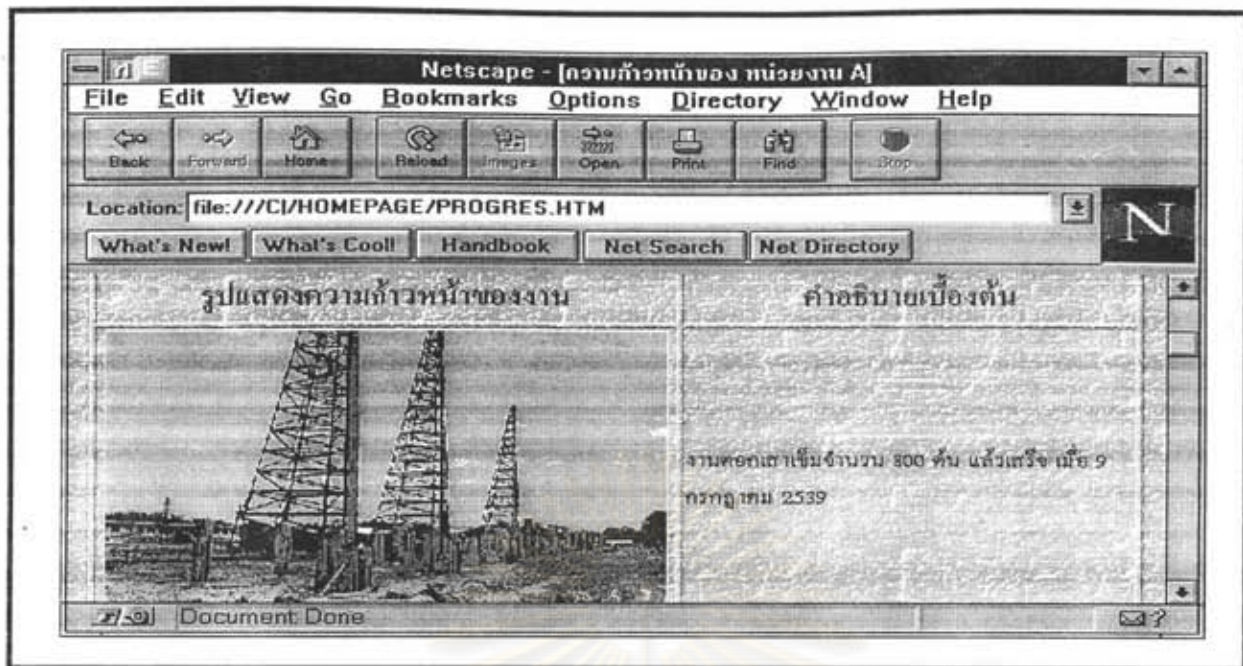 Netscape - [ความก้าวหน้าของ หน่วยงาน A]
File Edit View Go Bookmarks Options Directory Window Help
Back Forward Home Reload Images Open Print Find Stop
Location: file:///C|/HOMEPAGE/PROGRES.HTM
N
What's New! What's Cool! Handbook Net Search Net Directory
รูปแสดงความก้าวหน้าของงาน
คำอธิบายเบื้องต้น
งานตอกเสาเข็มจำนวน 800 ต้น แล้วเสร็จ เมื่อ 9
กรกฎาคม 2539
Document: Done